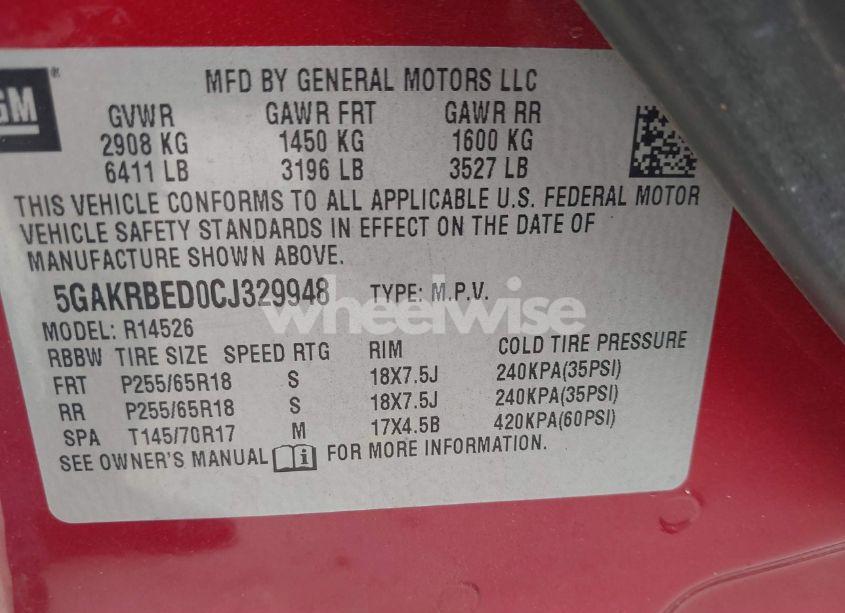 GM®
MFD BY GENERAL MOTORS LLC
GVWR GAWR FRT GAWR RR
2908 KG 1450 KG 1600 KG
6411 LB 3196 LB 3527 LB
THIS VEHICLE CONFORMS TO ALL APPLICABLE U.S. FEDERAL MOTOR
VEHICLE SAFETY STANDARDS IN EFFECT ON THE DATE OF
MANUFACTURE SHOWN ABOVE.
5GAKRBED0CJ329948 TYPE: M.P.V.
wheelwise
MODEL: R14526
RBBW TIRE SIZE SPEED RTG RIM COLD TIRE PRESSURE
FRT P255/65R18 S 18X7.5J 240KPA(35PSI)
RR P255/65R18 S 18X7.5J 240KPA(35PSI)
SPA T145/70R17 M 17X4.5B 420KPA(60PSI)
SEE OWNER'S MANUAL i FOR MORE INFORMATION.